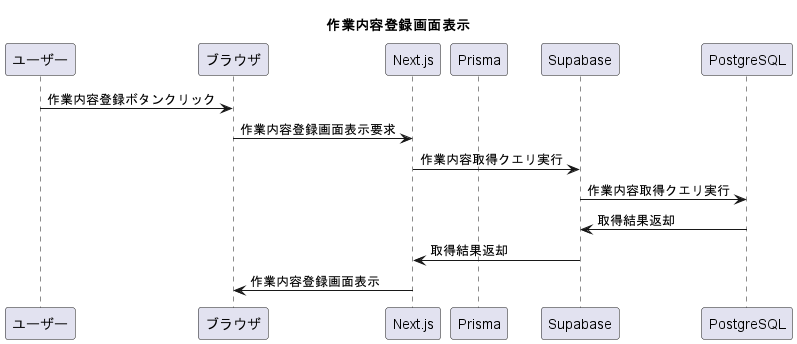 作業内容登録画面表示
ユーザー
ブラウザ
Next.js
Prisma
Supabase
PostgreSQL
作業内容登録ボタンクリック
作業内容登録画面表示要求
作業内容取得クエリ実行
作業内容取得クエリ実行
取得結果返却
取得結果返却
作業内容登録画面表示
ユーザー
ブラウザ
Next.js
Prisma
Supabase
PostgreSQL